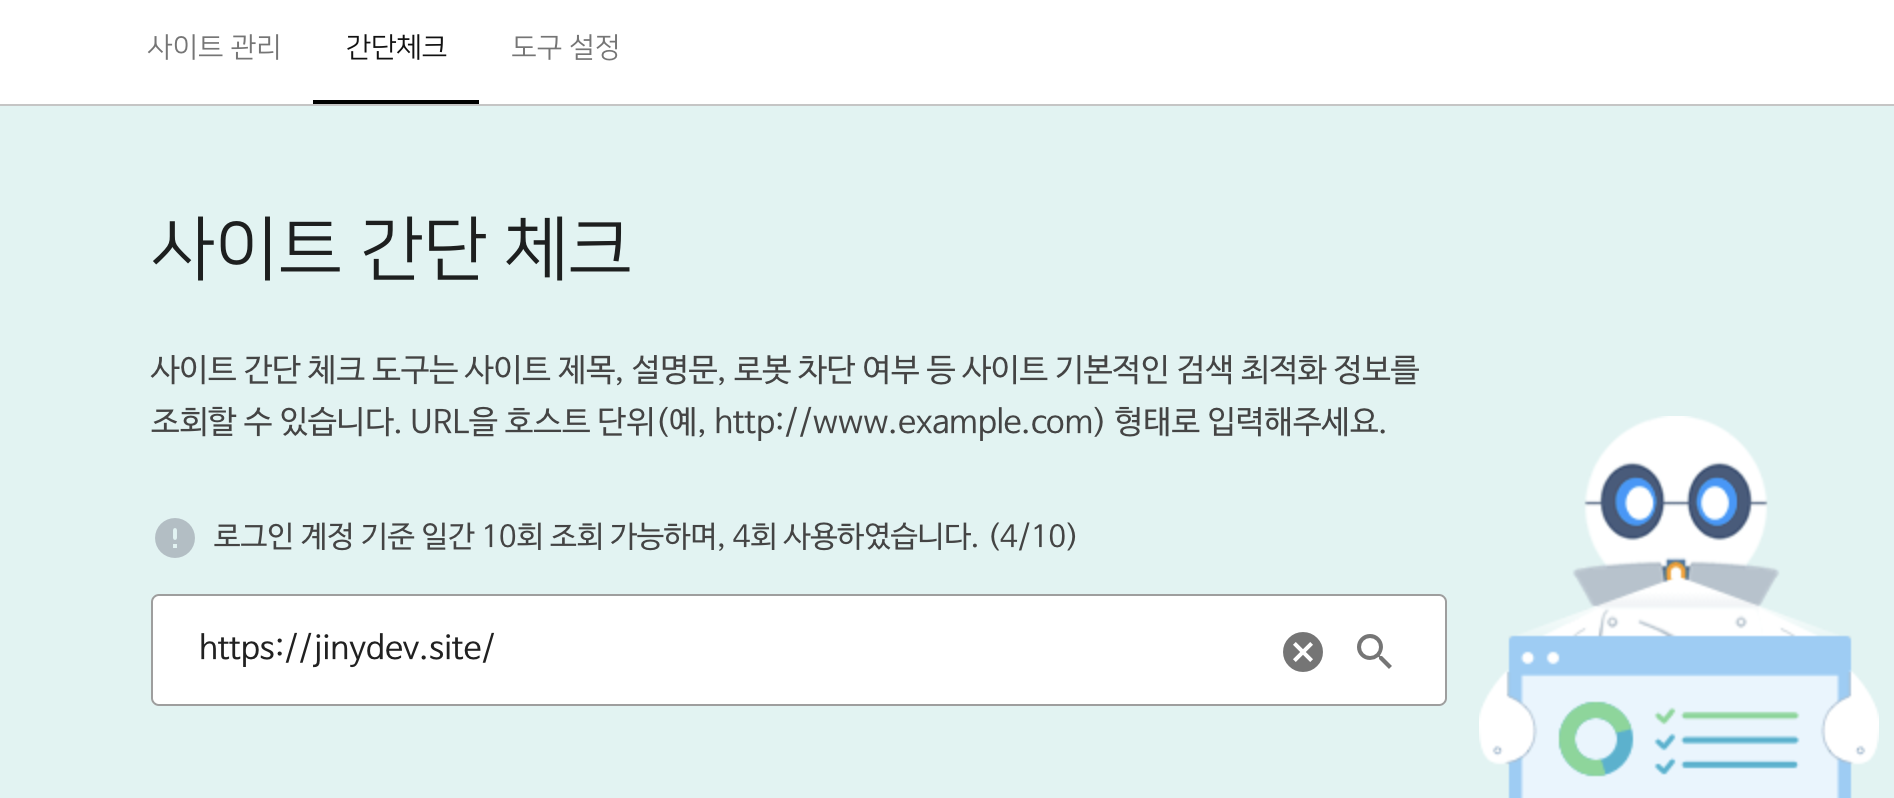 사이트 관리 간단체크 도구 설정
사이트 간단 체크
사이트 간단 체크 도구는 사이트 제목, 설명문, 로봇 차단 여부 등 사이트 기본적인 검색 최적화 정보를
조회할 수 있습니다. URL을 호스트 단위(예, http://www.example.com) 형태로 입력해주세요.
로그인 계정 기준 일간 10회 조회 가능하며, 4회 사용하였습니다. (4/10)
https://jinydev.site/